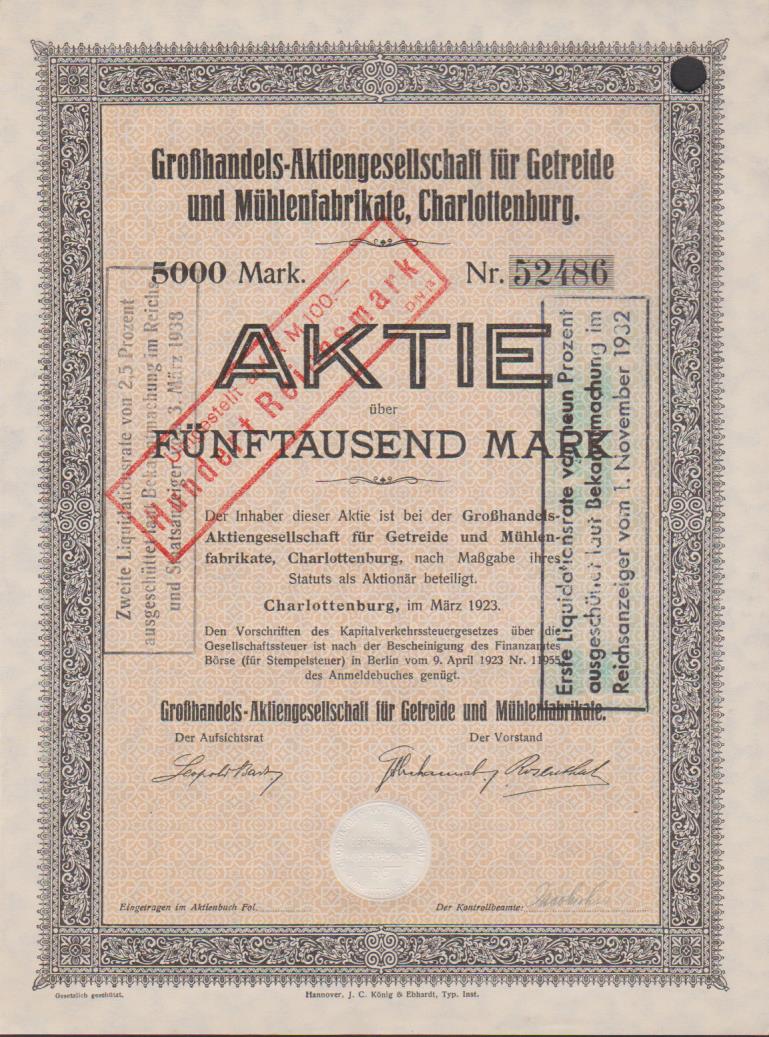 Großhandels-Aktiengesellschaft für Getreide
und Mühlenfabrikate, Charlottenburg.
5000 Mark.
Nr. 52486
AKTIE
über
FÜNFTAUSEND MARK
Der Inhaber dieser Aktie ist bei der Großhandels-
Aktiengesellschaft für Getreide und Mühlen-
fabrikate, Charlottenburg, nach Maßgabe ihres
Statuts als Aktionär beteiligt.
Charlottenburg, im März 1923.
Den Vorschriften des Kapitalverkehrssteuergesetzes über die
Gesellschaftssteuer ist nach der Bescheinigung des Finanzamtes
Börse (für Stempelsteuer) in Berlin vom 9. April 1923 Nr. 11955
des Anmeldebuches genügt.
Großhandels-Aktiengesellschaft für Getreide und Mühlenfabrikate.
Der Aufsichtsrat
Der Vorstand
Rosenthal
Eingetragen im Aktienbuch Fol.
Der Kontrollbeamte:
Gesetzlich geschützt.
Hannover, J. C. König & Ebhardt, Typ. Inst.
Umgestellt auf RM 100.—
Hundert Reichsmark
Zweite Liquidationsrate von 2,5 Prozent
ausgeschüttet laut Bekanntmachung im Reichs-
und Staatsanzeiger 3. März 1938
Erste Liquidationsrate von neun Prozent
ausgeschüttet laut Bekanntmachung im
Reichsanzeiger vom 1. November 1932